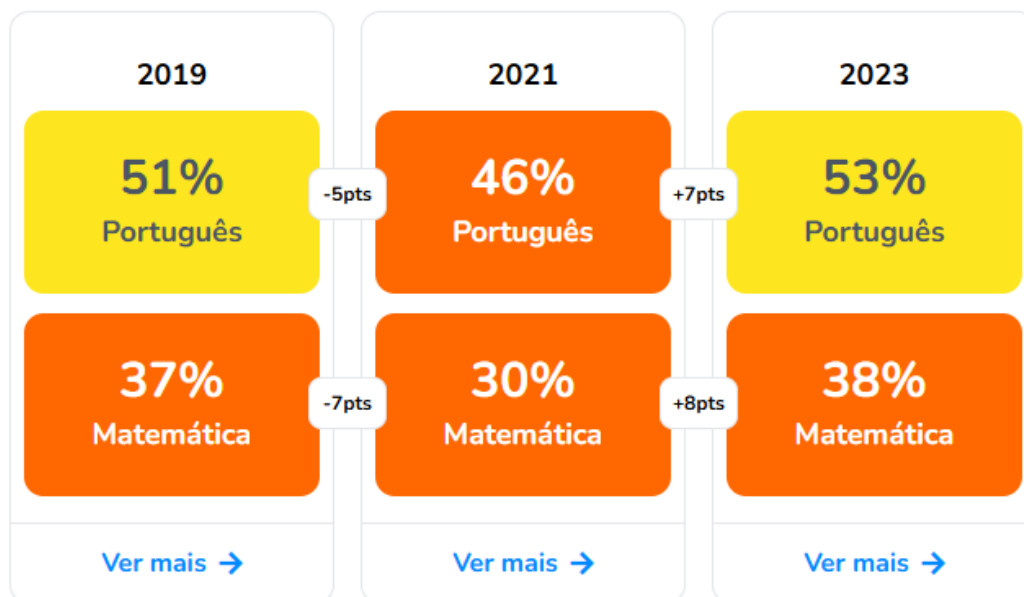 2019
51%
Português
37%
Matemática
Ver mais →
-5pts
-7pts
2021
46%
Português
30%
Matemática
Ver mais →
+7pts
+8pts
2023
53%
Português
38%
Matemática
Ver mais →